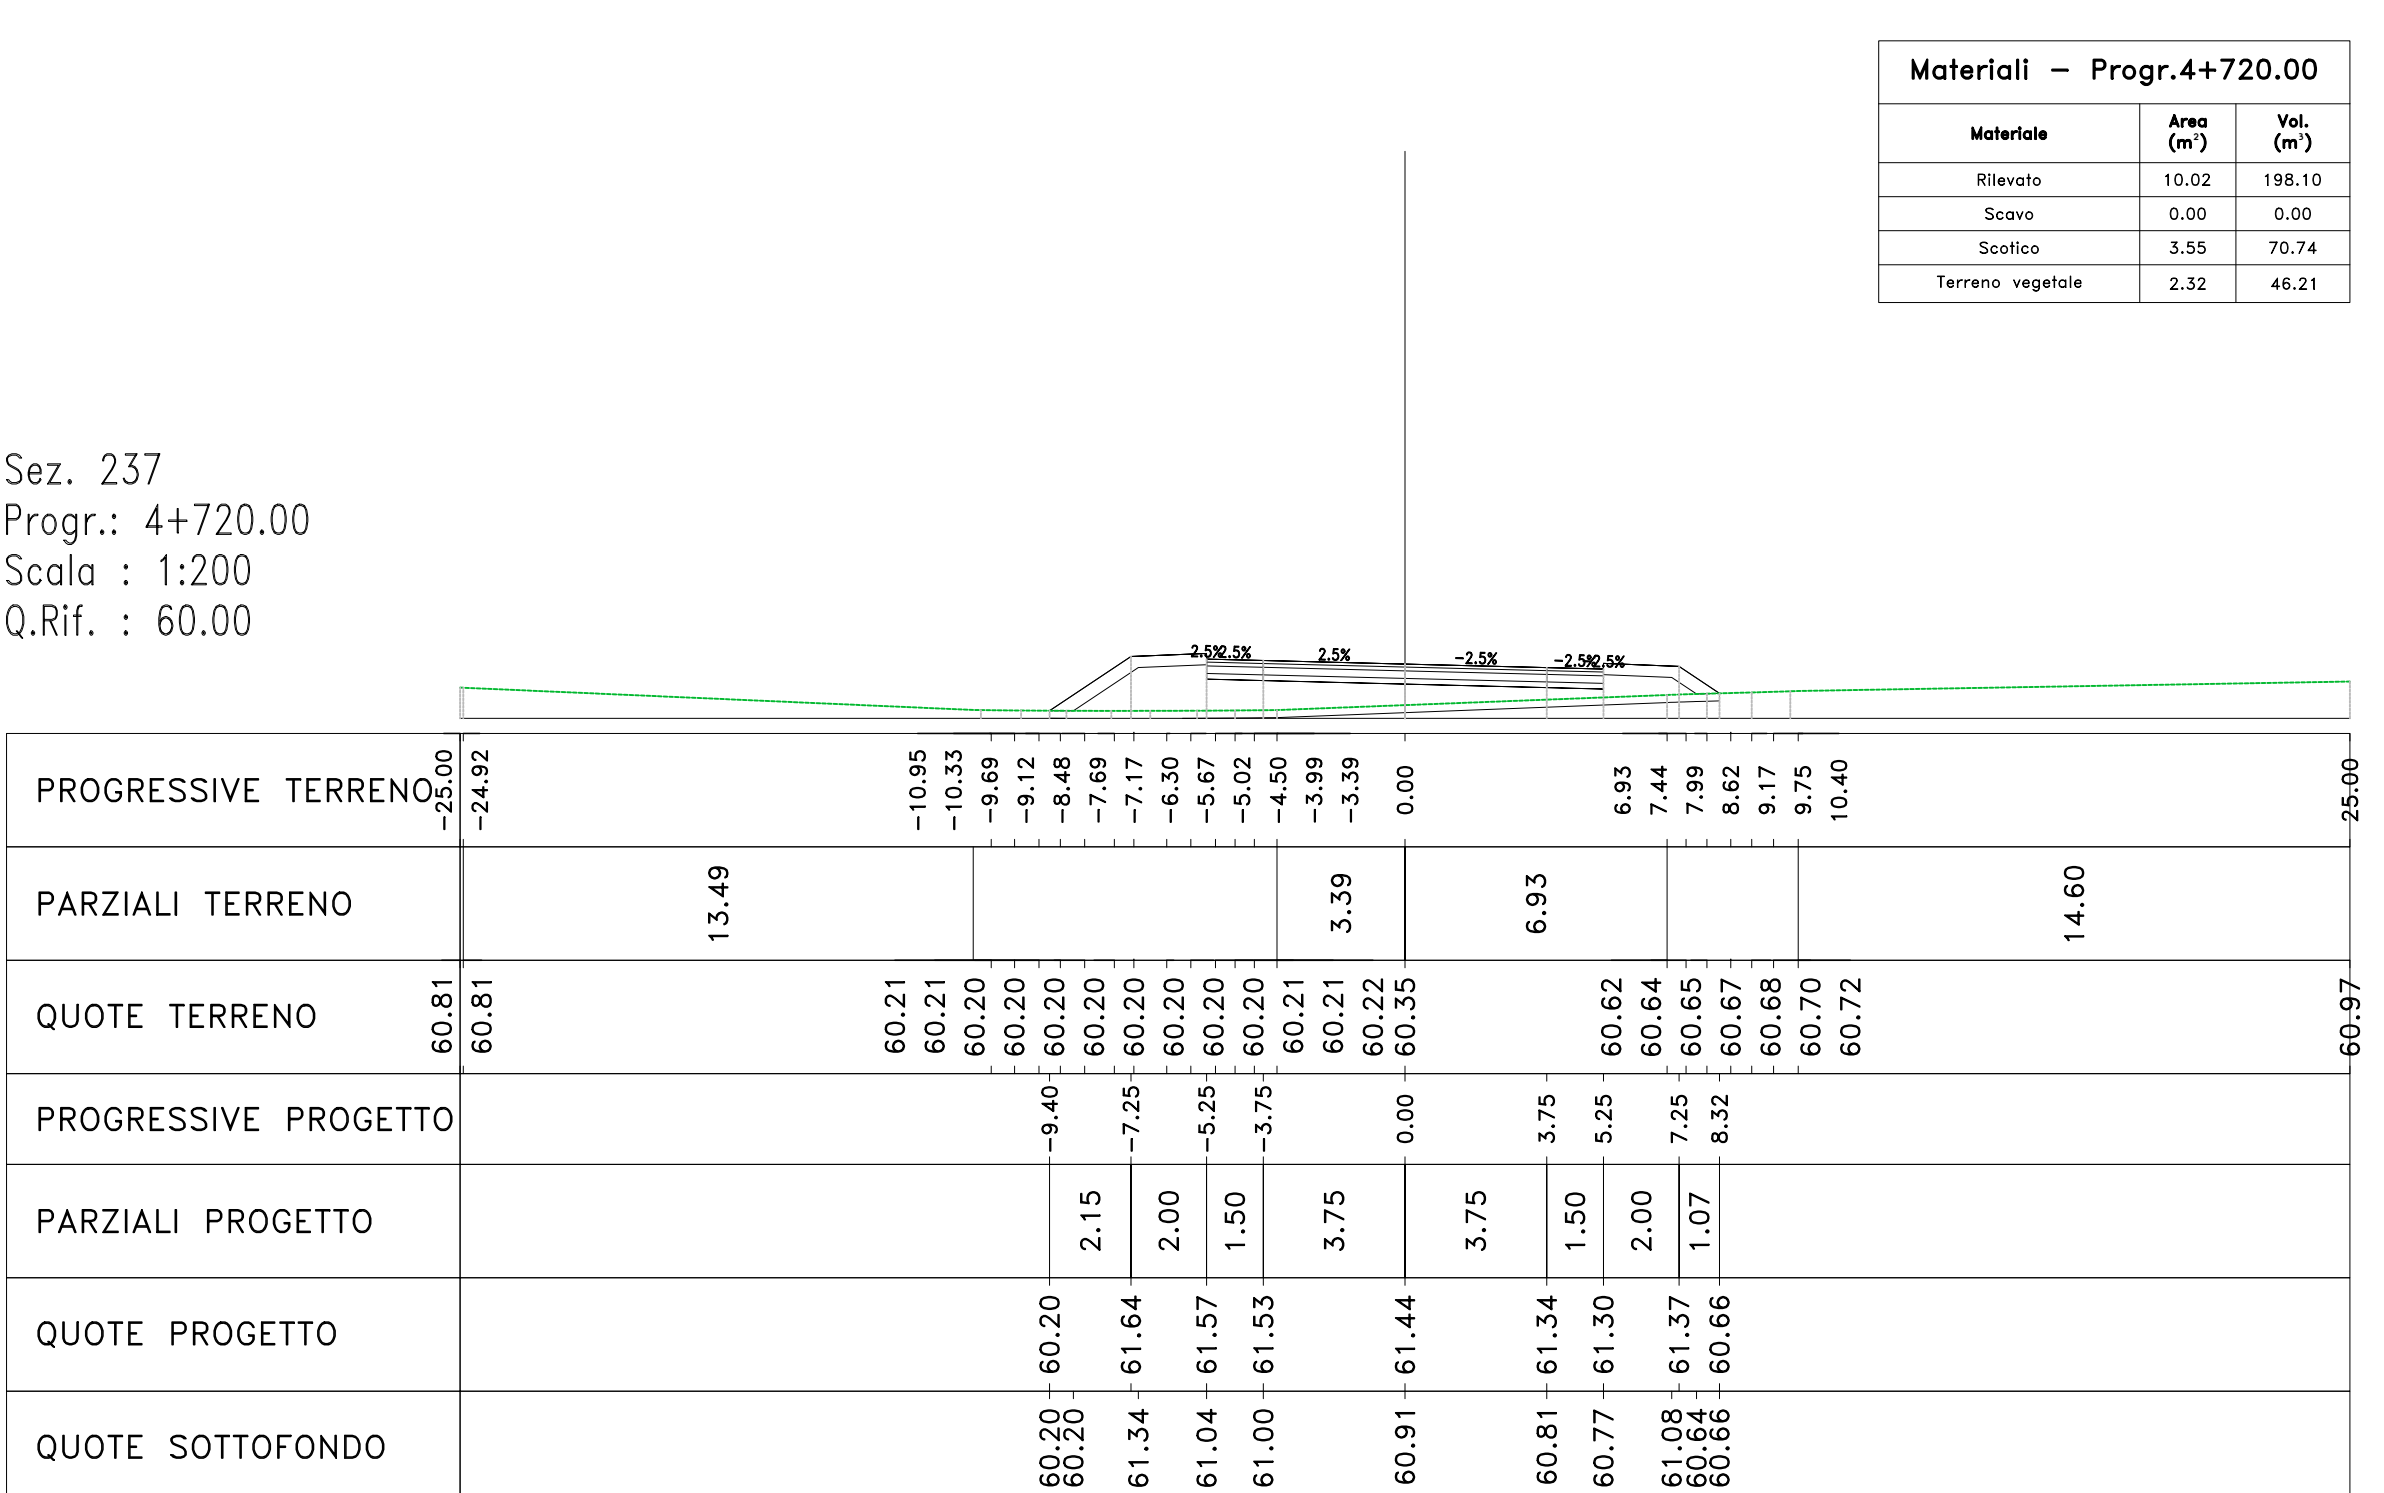 Materiali – Progr.4+720.00
Materiale Area (m²) Vol. (m³)
Rilevato 10.02 198.10
Scavo 0.00 0.00
Scotico 3.55 70.74
Terreno vegetale 2.32 46.21
Sez. 237
Progr.: 4+720.00
Scala : 1:200
Q.Rif. : 60.00
2.5% 2.5% 2.5% -2.5% -2.5% 2.5%
PROGRESSIVE TERRENO -25.00 -24.92 -10.95 -10.33 -9.69 -9.12 -8.48 -7.69 -7.17 -6.30 -5.67 -5.02 -4.50 -3.99 -3.39 0.00 6.93 7.44 7.99 8.62 9.17 9.75 10.40 25.00
PARZIALI TERRENO 13.49 3.39 6.93 14.60
QUOTE TERRENO 60.81 60.81 60.21 60.21 60.20 60.20 60.20 60.20 60.20 60.20 60.20 60.20 60.21 60.21 60.22 60.35 60.62 60.64 60.65 60.67 60.68 60.70 60.72 60.97
PROGRESSIVE PROGETTO -9.40 -7.25 -5.25 -3.75 0.00 3.75 5.25 7.25 8.32
PARZIALI PROGETTO 2.15 2.00 1.50 3.75 3.75 1.50 2.00 1.07
QUOTE PROGETTO 60.20 61.64 61.57 61.53 61.44 61.34 61.30 61.37 60.66
QUOTE SOTTOFONDO 60.20 60.20 61.34 61.04 61.00 60.91 60.81 60.77 61.08 60.64 60.66